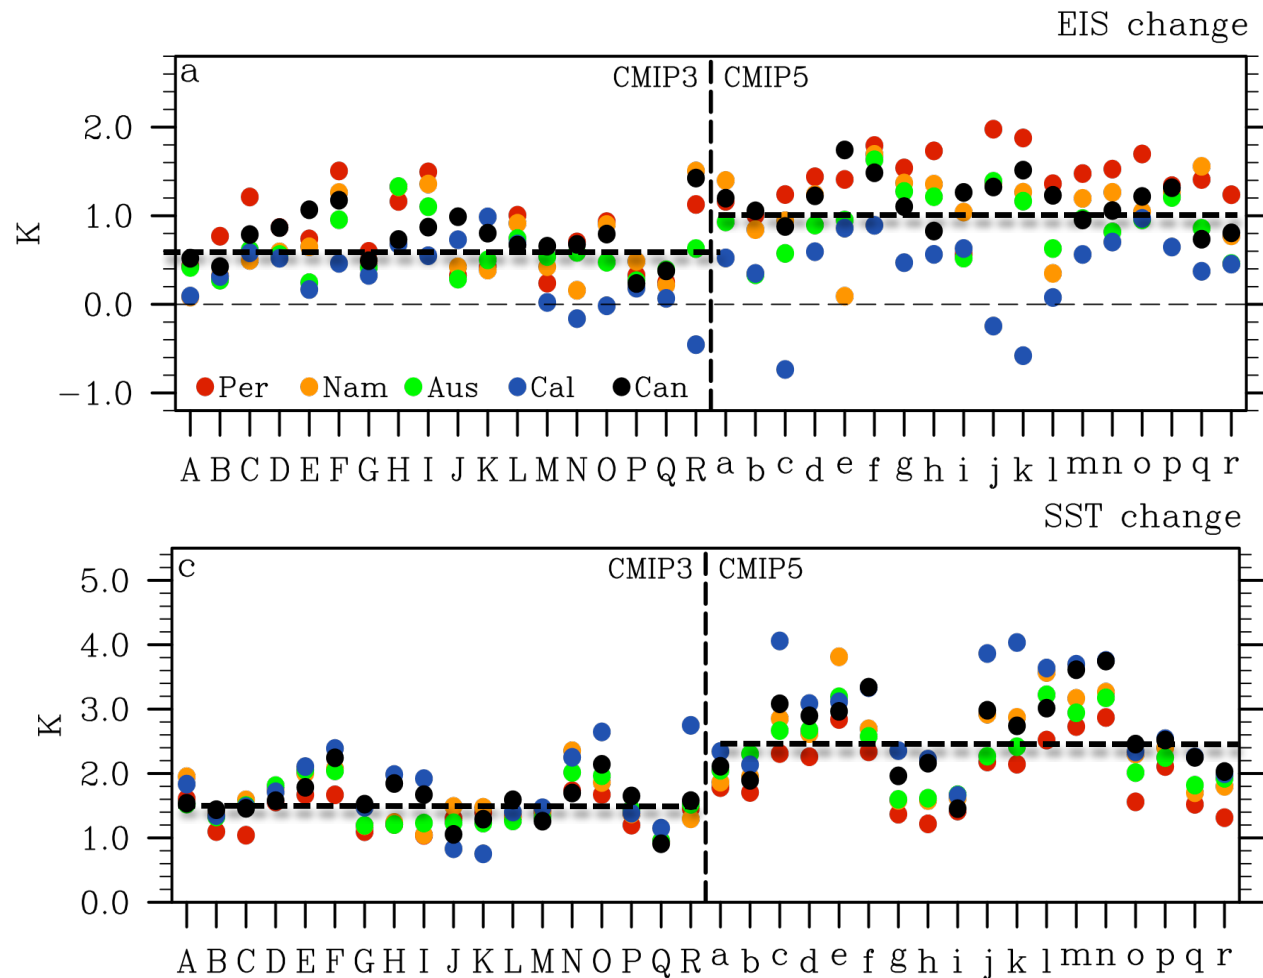 EIS change
a
CMIP3 CMIP5
2.0
1.0
0.0
−1.0
K
Per Nam Aus Cal Can
A B C D E F G H I J K L M N O P Q R a b c d e f g h i j k l m n o p q r
SST change
c
CMIP3 CMIP5
5.0
4.0
3.0
2.0
1.0
0.0
K
A B C D E F G H I J K L M N O P Q R a b c d e f g h i j k l m n o p q r